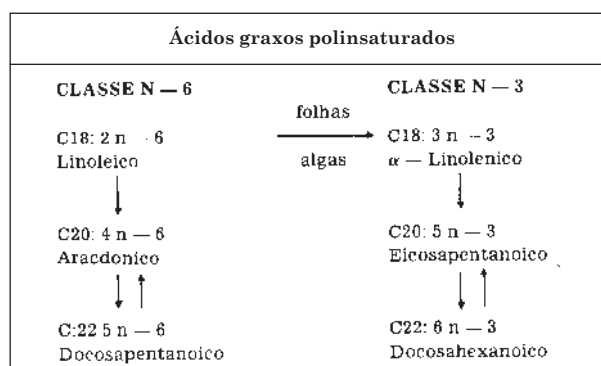 Ácidos graxos polinsaturados
CLASSE N — 6
CLASSE N — 3
folhas
algas
C18: 2 n - 6
Linoleico
C18: 3 n - 3
α — Linolenico
C20: 4 n — 6
Aracdonico
C20: 5 n — 3
Eicosapentanoico
C:22 5 n — 6
Docosapentanoico
C22: 6 n — 3
Docosahexanoico